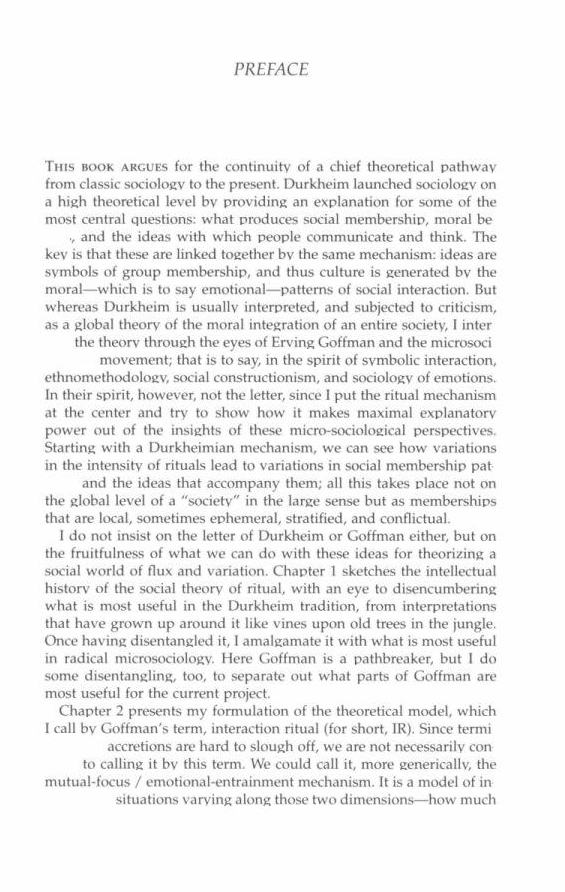 PREFACE
THIS BOOK ARGUES for the continuity of a chief theoretical pathway
from classic sociology to the present. Durkheim launched sociology on
a high theoretical level by providing an explanation for some of the
most central questions: what produces social membership, moral be
., and the ideas with which people communicate and think. The
key is that these are linked together by the same mechanism: ideas are
symbols of group membership, and thus culture is generated by the
moral—which is to say emotional—patterns of social interaction. But
whereas Durkheim is usually interpreted, and subjected to criticism,
as a global theory of the moral integration of an entire society, I inter
the theory through the eyes of Erving Goffman and the microsoci
movement; that is to say, in the spirit of symbolic interaction,
ethnomethodology, social constructionism, and sociology of emotions.
In their spirit, however, not the letter, since I put the ritual mechanism
at the center and try to show how it makes maximal explanatory
power out of the insights of these micro-sociological perspectives.
Starting with a Durkheimian mechanism, we can see how variations
in the intensity of rituals lead to variations in social membership pat
and the ideas that accompany them; all this takes place not on
the global level of a "society" in the large sense but as memberships
that are local, sometimes ephemeral, stratified, and conflictual.
I do not insist on the letter of Durkheim or Goffman either, but on
the fruitfulness of what we can do with these ideas for theorizing a
social world of flux and variation. Chapter 1 sketches the intellectual
history of the social theory of ritual, with an eye to disencumbering
what is most useful in the Durkheim tradition, from interpretations
that have grown up around it like vines upon old trees in the jungle.
Once having disentangled it, I amalgamate it with what is most useful
in radical microsociology. Here Goffman is a pathbreaker, but I do
some disentangling, too, to separate out what parts of Goffman are
most useful for the current project.
Chapter 2 presents my formulation of the theoretical model, which
I call by Goffman's term, interaction ritual (for short, IR). Since termi
accretions are hard to slough off, we are not necessarily con
to calling it by this term. We could call it, more generically, the
mutual-focus / emotional-entrainment mechanism. It is a model of in
situations varying along those two dimensions—how much